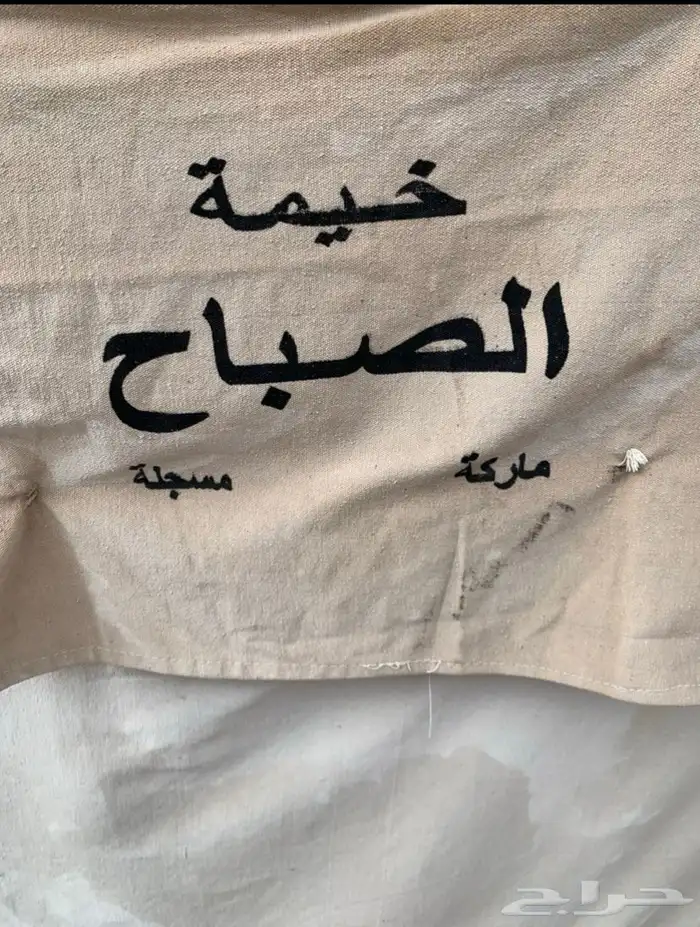 خيمة
الصباح
ماركة مسجلة
حراج